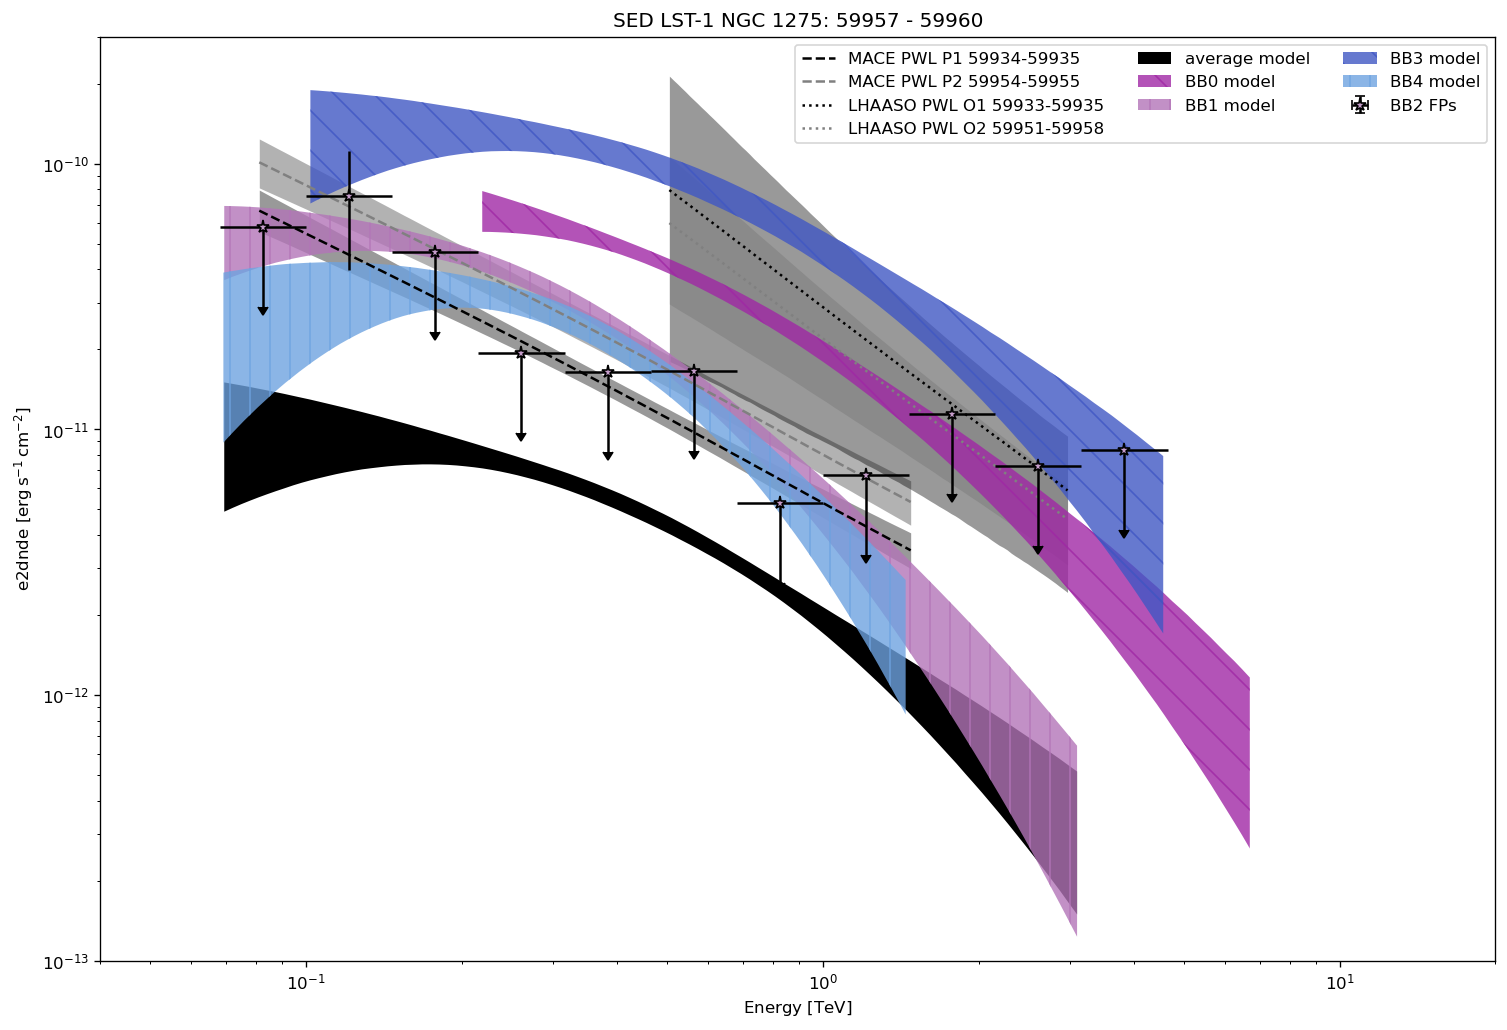 SED LST-1 NGC 1275: 59957 - 59960
MACE PWL P1 59934-59935
MACE PWL P2 59954-59955
LHAASO PWL O1 59933-59935
LHAASO PWL O2 59951-59958
average model
BB0 model
BB1 model
BB3 model
BB4 model
BB2 FPs
e2dnde [erg s⁻¹ cm⁻²]
10⁻¹⁰
10⁻¹¹
10⁻¹²
10⁻¹³
10⁻¹
10⁰
10¹
Energy [TeV]